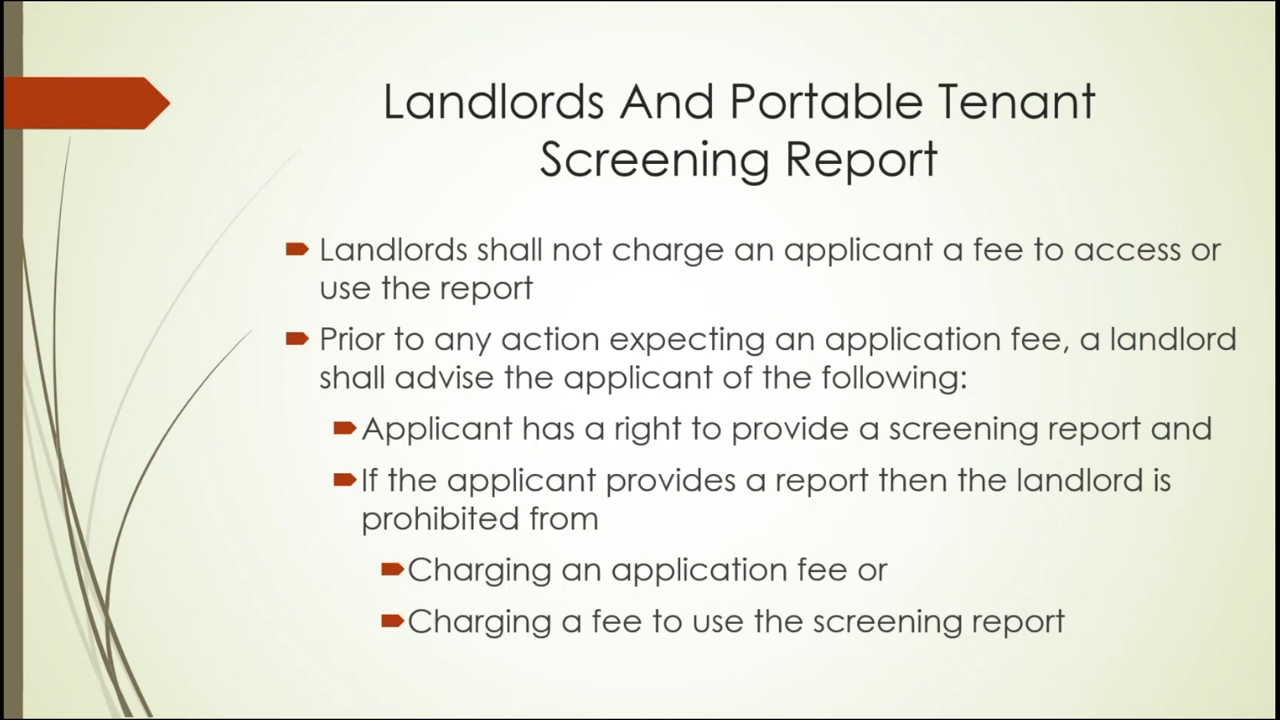 Landlords And Portable Tenant
Screening Report
Landlords shall not charge an applicant a fee to access or
use the report
Prior to any action expecting an application fee, a landlord
shall advise the applicant of the following:
Applicant has a right to provide a screening report and
If the applicant provides a report then the landlord is
prohibited from
Charging an application fee or
Charging a fee to use the screening report